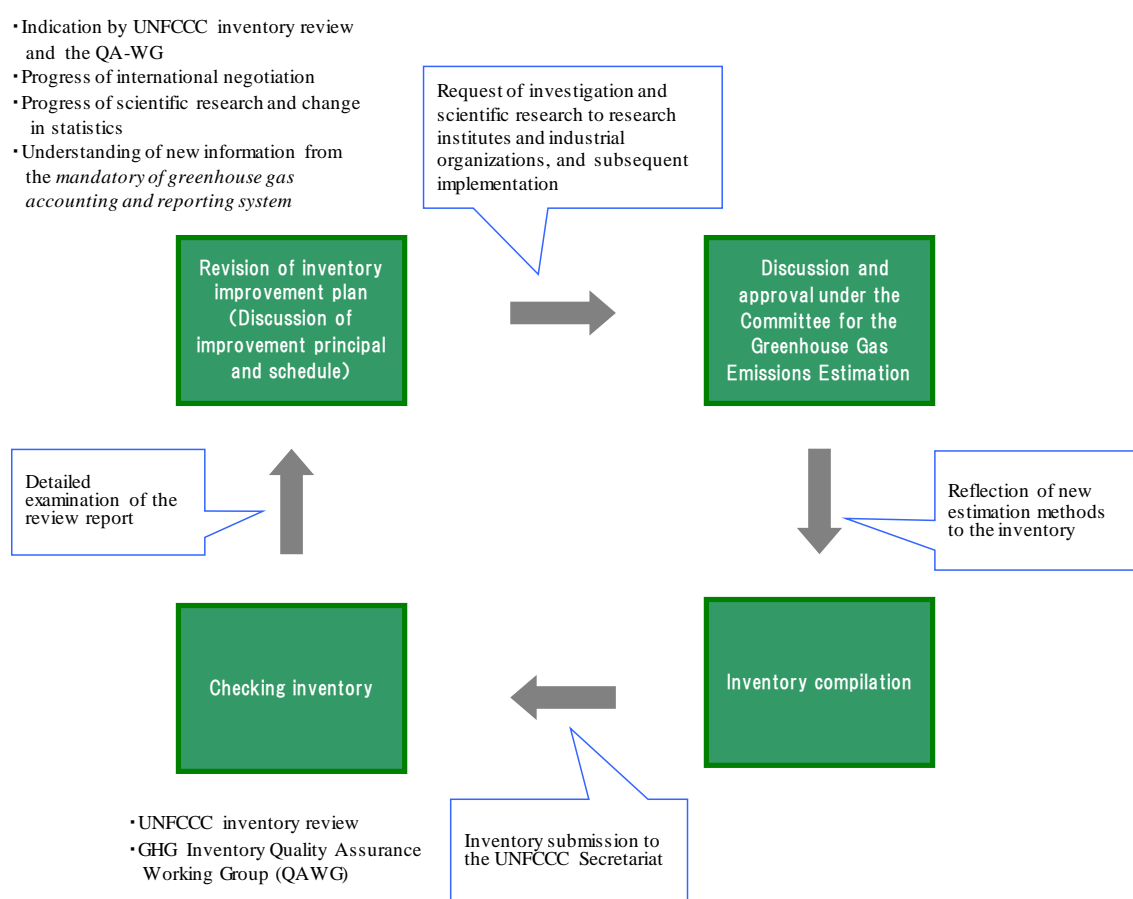 ・Indication by UNFCCC inventory review
and the QA-WG
・Progress of international negotiation
・Progress of scientific research and change
in statistics
・Understanding of new information from
the mandatory of greenhouse gas
accounting and reporting system
Request of investigation and
scientific research to research
institutes and industrial
organizations, and subsequent
implementation
Revision of inventory
improvement plan
(Discussion of
improvement principal
and schedule)
Discussion and
approval under the
Committee for the
Greenhouse Gas
Emissions Estimation
Detailed
examination of the
review report
Reflection of new
estimation methods
to the inventory
Checking inventory
Inventory compilation
・UNFCCC inventory review
・GHG Inventory Quality Assurance
Working Group (QAWG)
Inventory submission to
the UNFCCC Secretariat